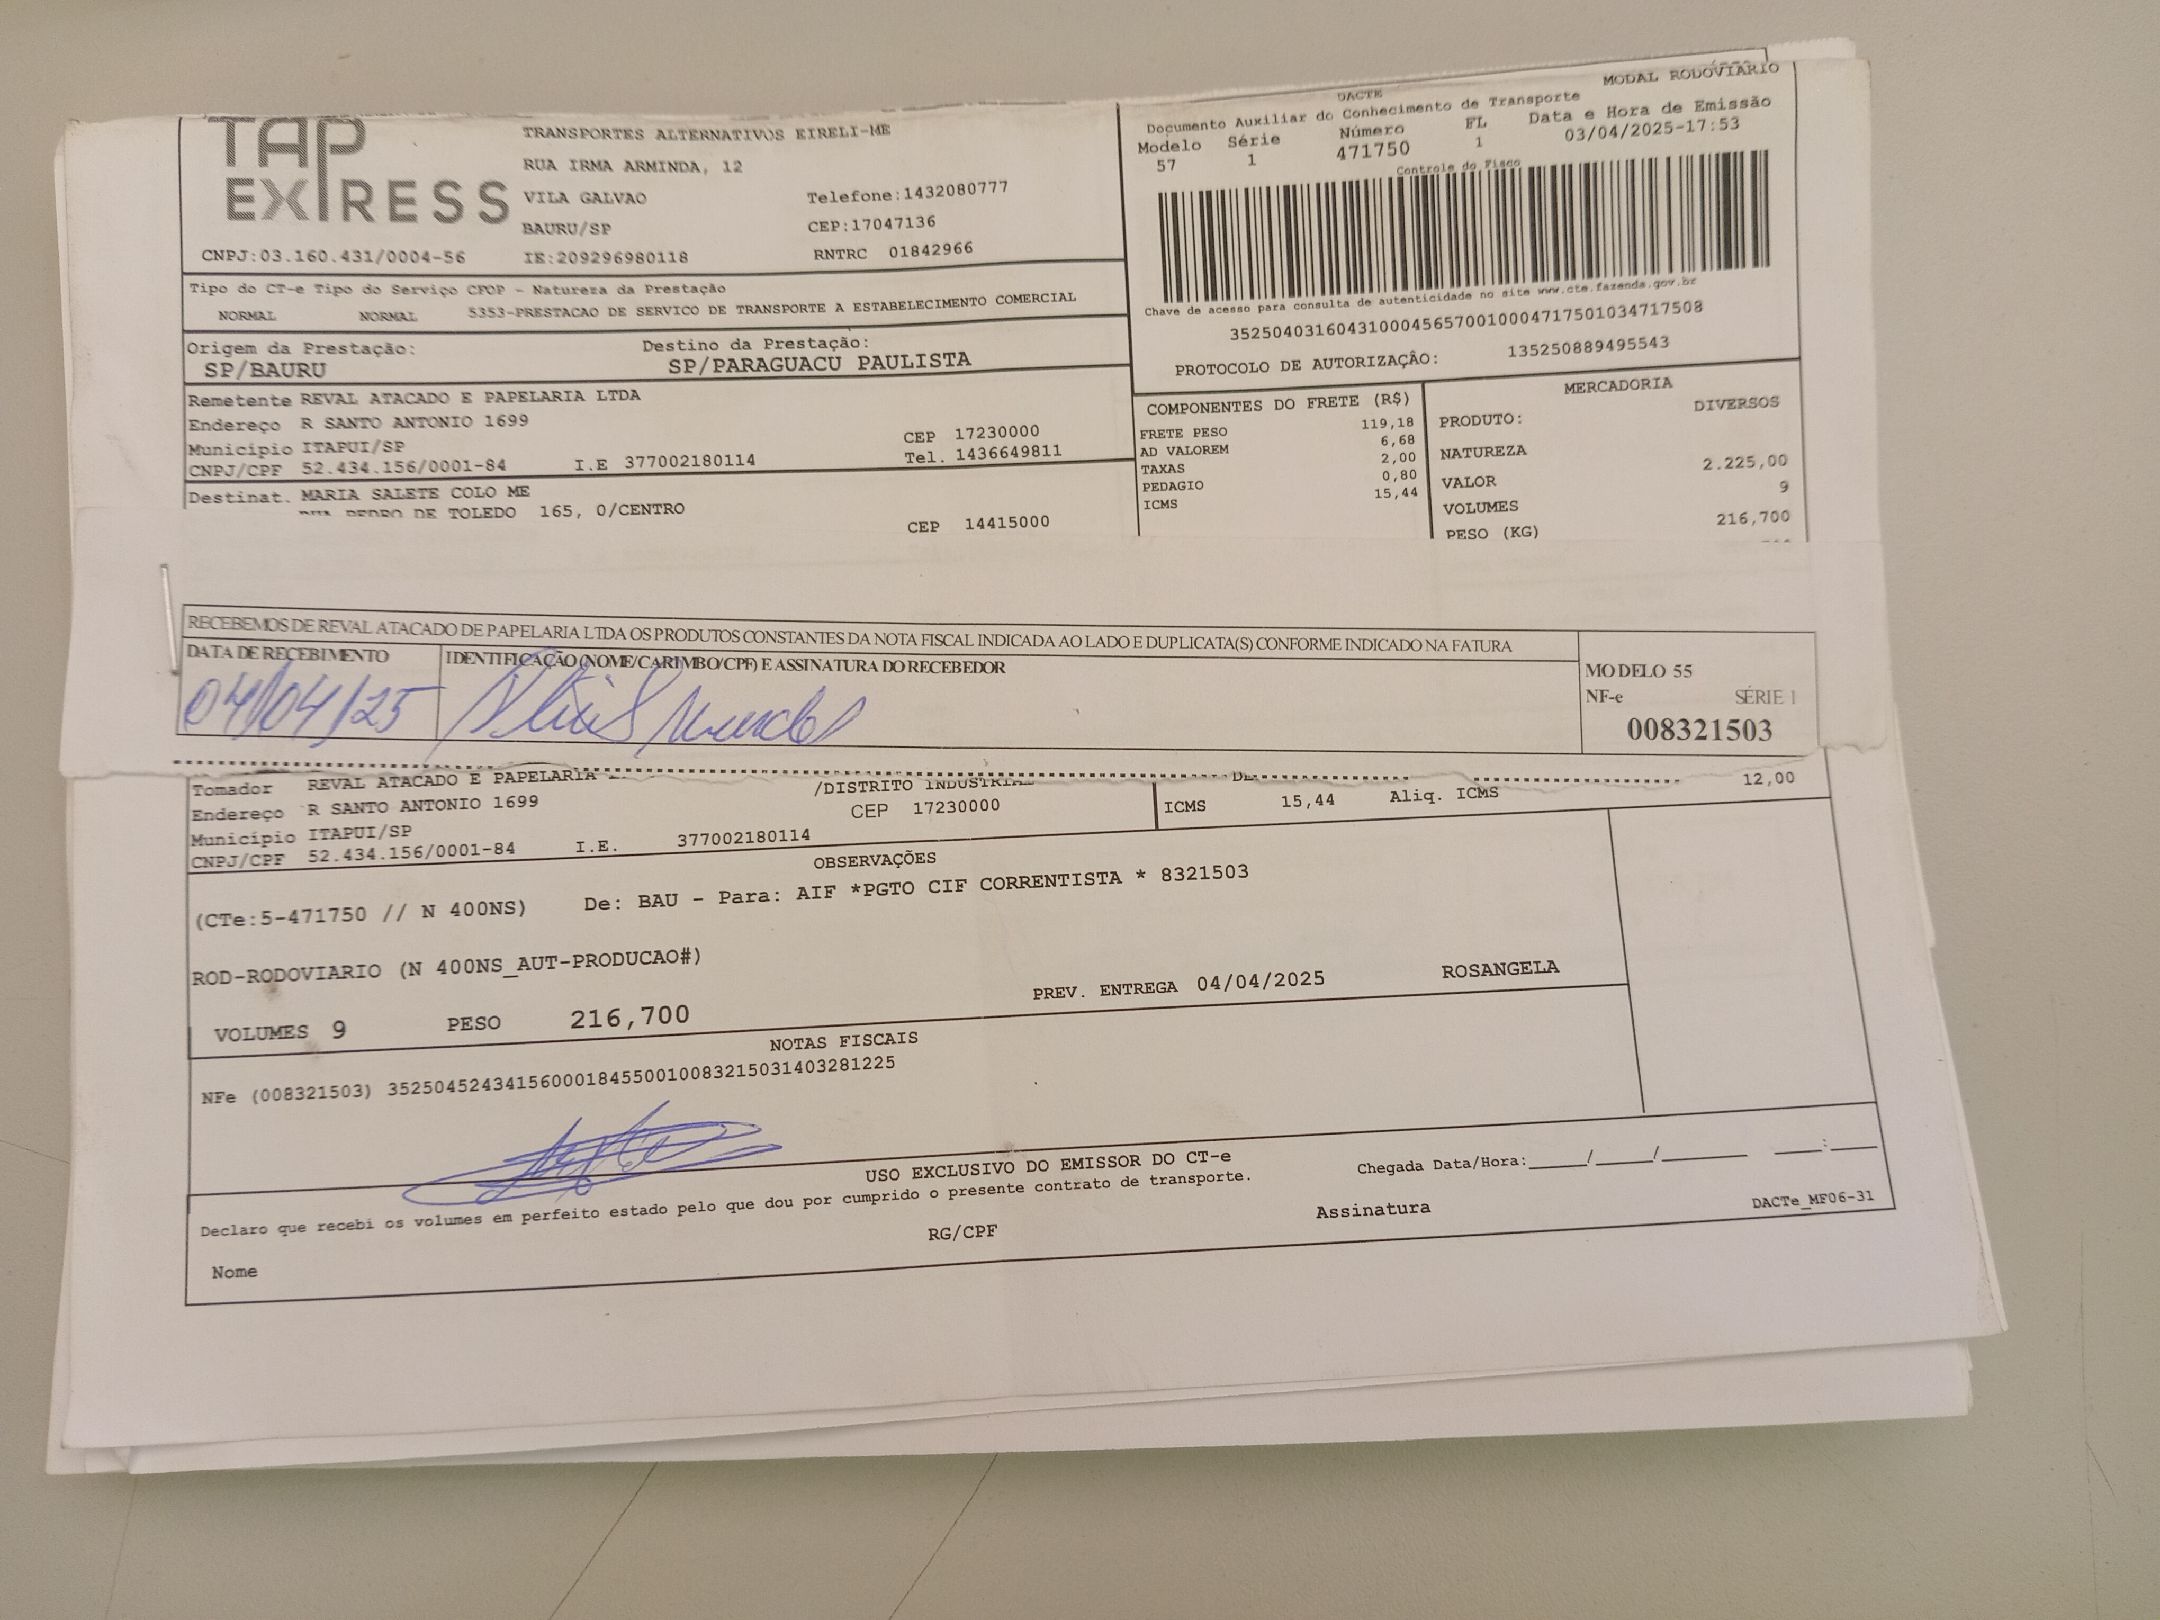 TAP EXPRESS
TRANSPORTES ALTERNATIVOS EIRELI-ME
RUA IRMA ARMINDA, 12
VILA GALVAO Telefone:1432080777
BAURU/SP CEP:17047136
CNPJ:03.160.431/0004-56 IE:209296980118 RNTRC 01842966
MODAL RODOVIARIO
DACTE
Documento Auxiliar do Conhecimento de Transporte
Modelo Série Número FL Data e Hora de Emissão
57 1 471750 1 03/04/2025-17:53
Controle do Fisco
Chave de acesso para consulta de autenticidade no site www.cte.fazenda.gov.br
35250403160431000456570010004717501034717508
PROTOCOLO DE AUTORIZAÇÂO: 135250889495543
Tipo do CT-e Tipo do Serviço CFOP - Natureza da Prestação
NORMAL NORMAL 5353-PRESTACAO DE SERVICO DE TRANSPORTE A ESTABELECIMENTO COMERCIAL
Origem da Prestação: Destino da Prestação:
SP/BAURU SP/PARAGUACU PAULISTA
Remetente REVAL ATACADO E PAPELARIA LTDA
Endereço R SANTO ANTONIO 1699
Município ITAPUI/SP CEP 17230000
CNPJ/CPF 52.434.156/0001-84 I.E 377002180114 Tel. 1436649811
Destinat. MARIA SALETE COLO ME
PEDRO DE TOLEDO 165, 0/CENTRO
CEP 14415000
COMPONENTES DO FRETE (R$)
FRETE PESO 119,18
AD VALOREM 6,68
TAXAS 2,00
PEDAGIO 0,80
ICMS 15,44
MERCADORIA
PRODUTO: DIVERSOS
NATUREZA
VALOR 2.225,00
VOLUMES 9
PESO (KG) 216,700
RECEBEMOS DE REVAL ATACADO DE PAPELARIA LTDA OS PRODUTOS CONSTANTES DA NOTA FISCAL INDICADA AO LADO E DUPLICATA(S) CONFORME INDICADO NA FATURA
DATA DE RECEBIMENTO IDENTIFICAÇÃO (NOME/CARIMBO/CPF) E ASSINATURA DO RECEBEDOR
04/04/25
MODELO 55
NF-e SÉRIE 1
008321503
Tomador REVAL ATACADO E PAPELARIA
Endereço R SANTO ANTONIO 1699 /DISTRITO INDUSTRIAL
Município ITAPUI/SP CEP 17230000
CNPJ/CPF 52.434.156/0001-84 I.E. 377002180114
ICMS 15,44 Aliq. ICMS 12,00
OBSERVAÇÕES
(CTe:5-471750 // N 400NS) De: BAU - Para: AIF *PGTO CIF CORRENTISTA * 8321503
ROD-RODOVIARIO (N 400NS_AUT-PRODUCAO#)
PREV. ENTREGA 04/04/2025 ROSANGELA
VOLUMES 9 PESO 216,700
NOTAS FISCAIS
NFe (008321503) 35250452434156000184550010083215031403281225
USO EXCLUSIVO DO EMISSOR DO CT-e
Declaro que recebi os volumes em perfeito estado pelo que dou por cumprido o presente contrato de transporte.
Chegada Data/Hora:_____/_____/________ ____:____
Nome RG/CPF Assinatura DACTe_MF06-31